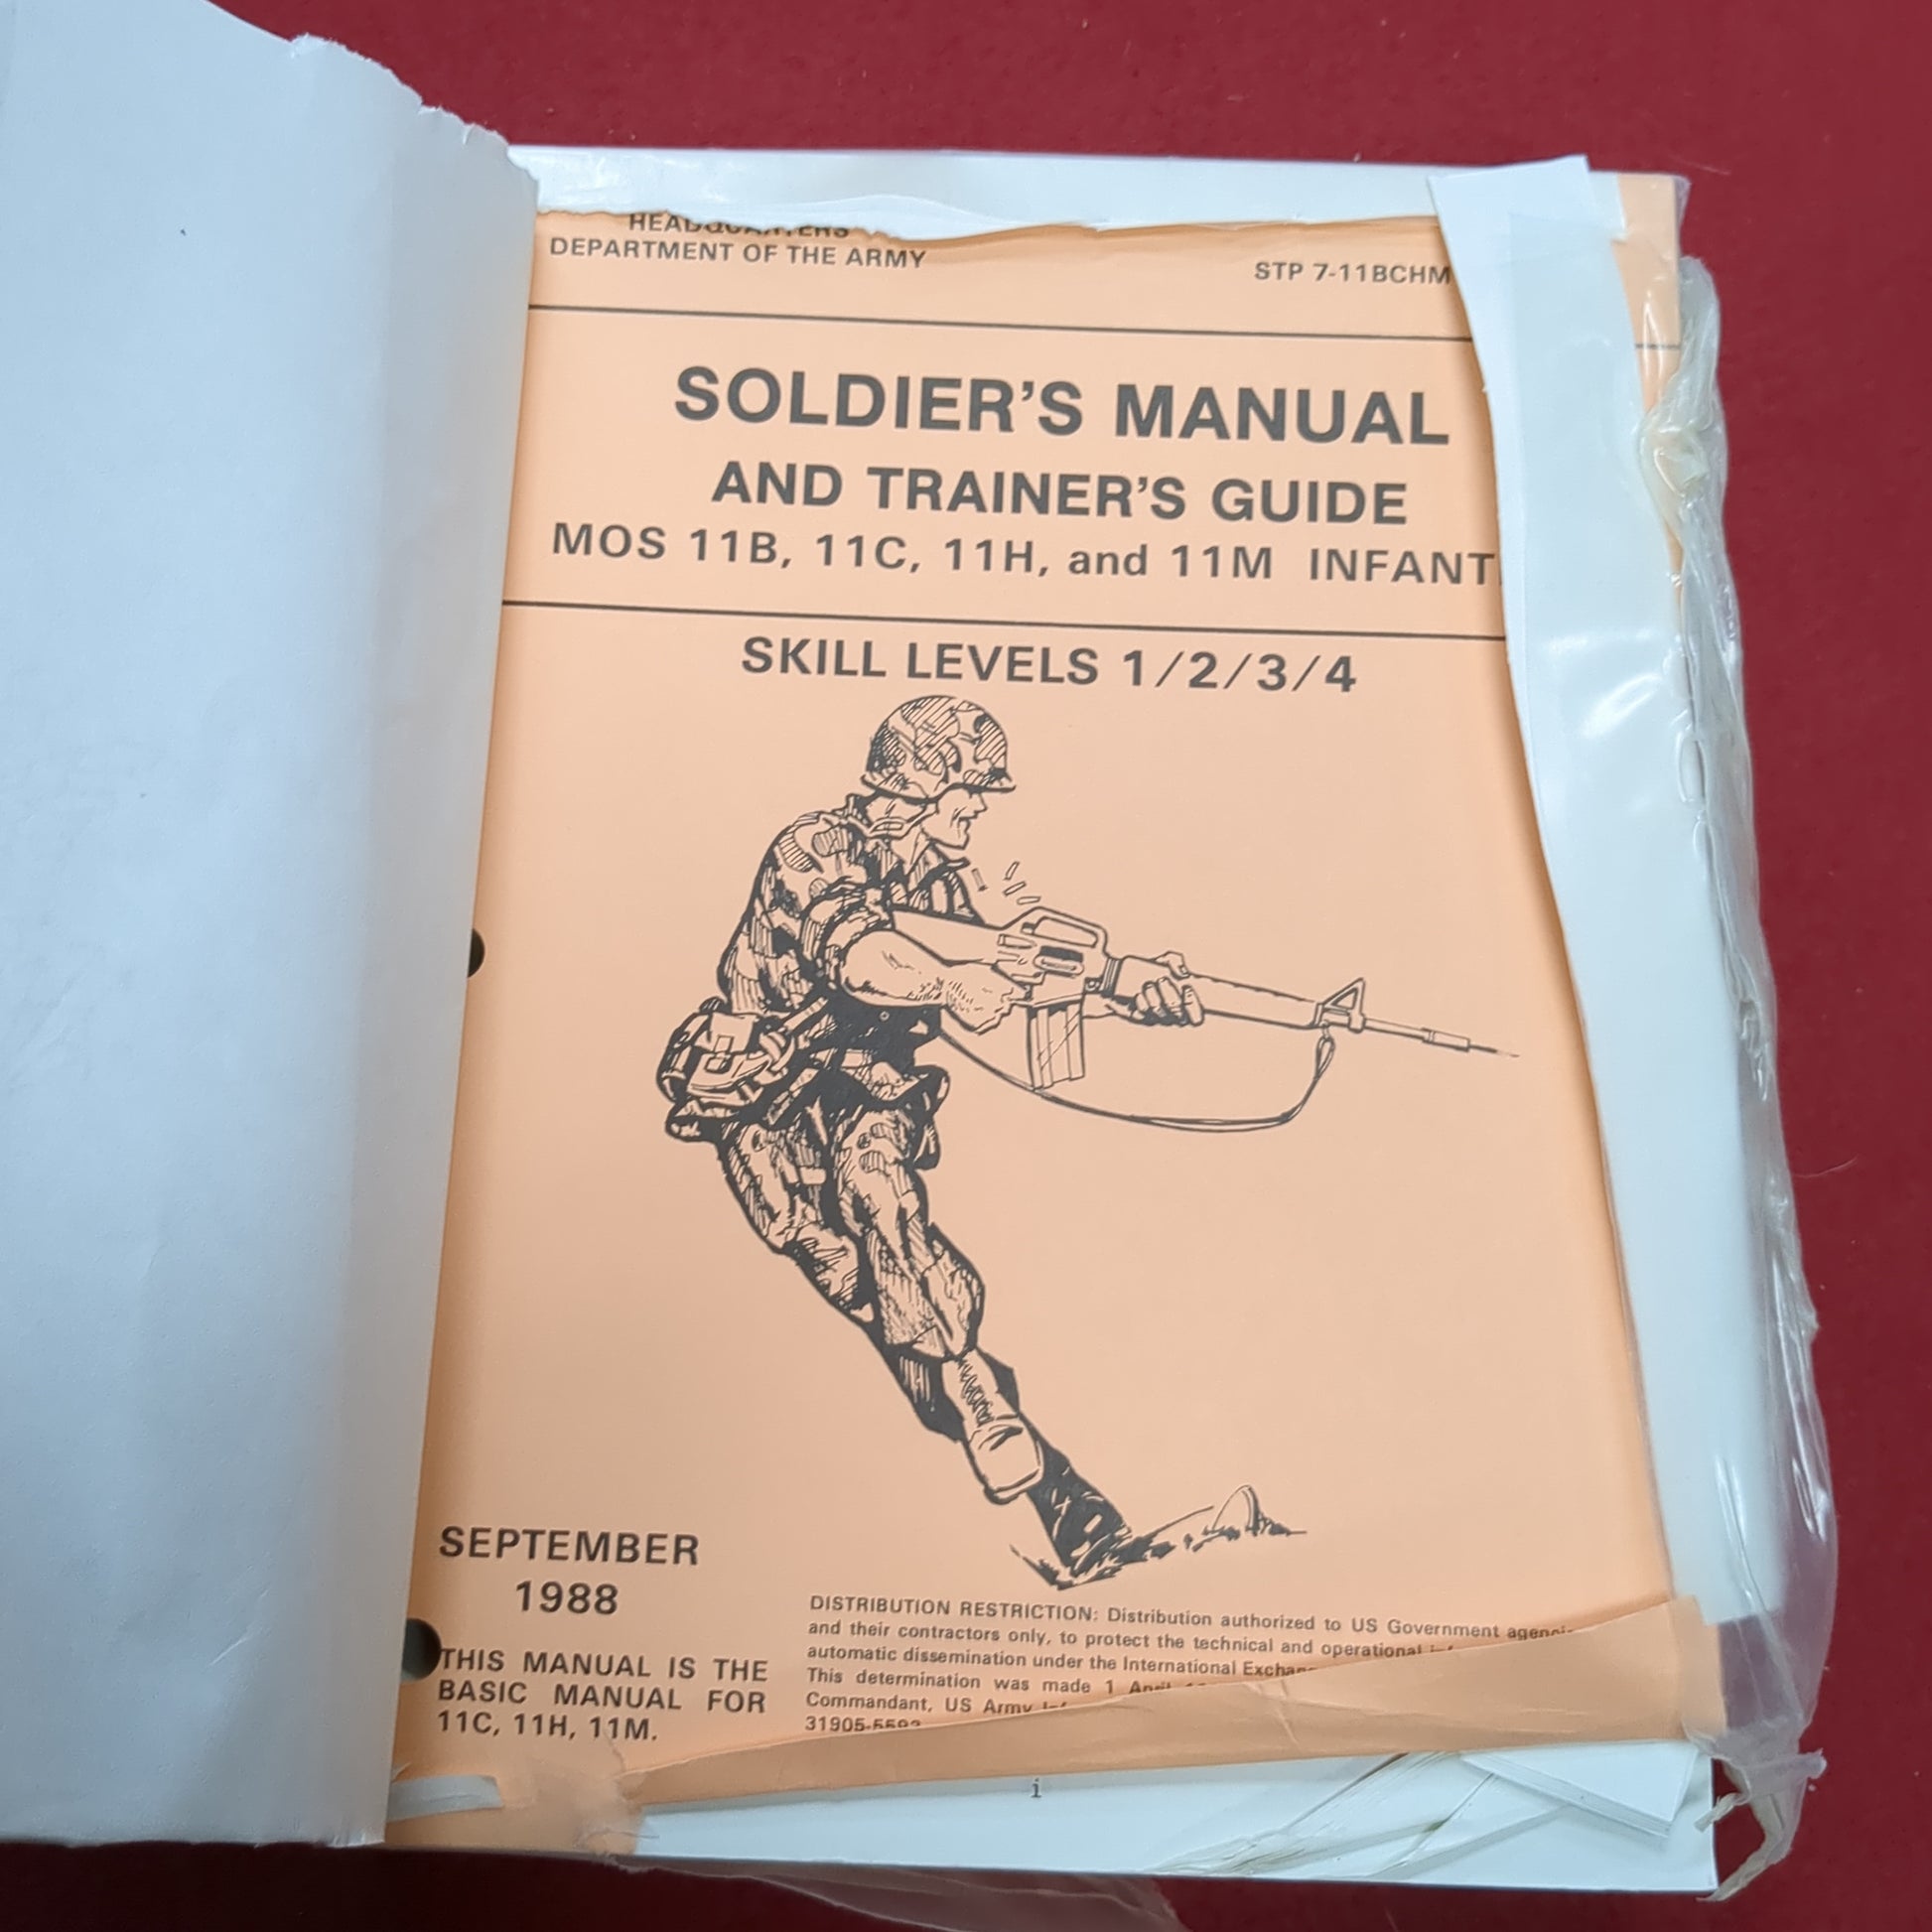 HEADQUARTERS
DEPARTMENT OF THE ARMY
STP 7-11BCHM
SOLDIER'S MANUAL
AND TRAINER'S GUIDE
MOS 11B, 11C, 11H, and 11M INFANT
SKILL LEVELS 1/2/3/4
SEPTEMBER
1988
THIS MANUAL IS THE
BASIC MANUAL FOR
11C, 11H, 11M.
DISTRIBUTION RESTRICTION: Distribution authorized to US Government
and their contractors only, to protect the technical and operational
automatic dissemination under the International
This determination was made 1 April
Commandant, US Army
i